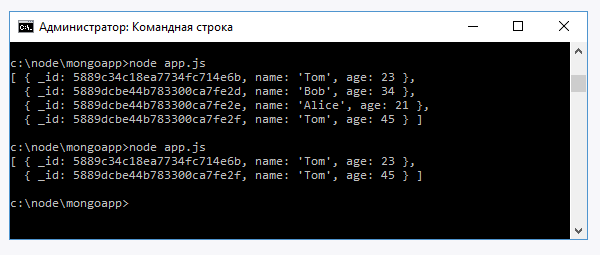 Администратор: Командная строка
c:\node\mongoapp>node app.js
[ { _id: 5889c34c18ea7734fc714e6b, name: 'Tom', age: 23 },
  { _id: 5889dcbe44b783300ca7fe2d, name: 'Bob', age: 34 },
  { _id: 5889dcbe44b783300ca7fe2e, name: 'Alice', age: 21 },
  { _id: 5889dcbe44b783300ca7fe2f, name: 'Tom', age: 45 } ]
c:\node\mongoapp>node app.js
[ { _id: 5889c34c18ea7734fc714e6b, name: 'Tom', age: 23 },
  { _id: 5889dcbe44b783300ca7fe2f, name: 'Tom', age: 45 } ]
c:\node\mongoapp>